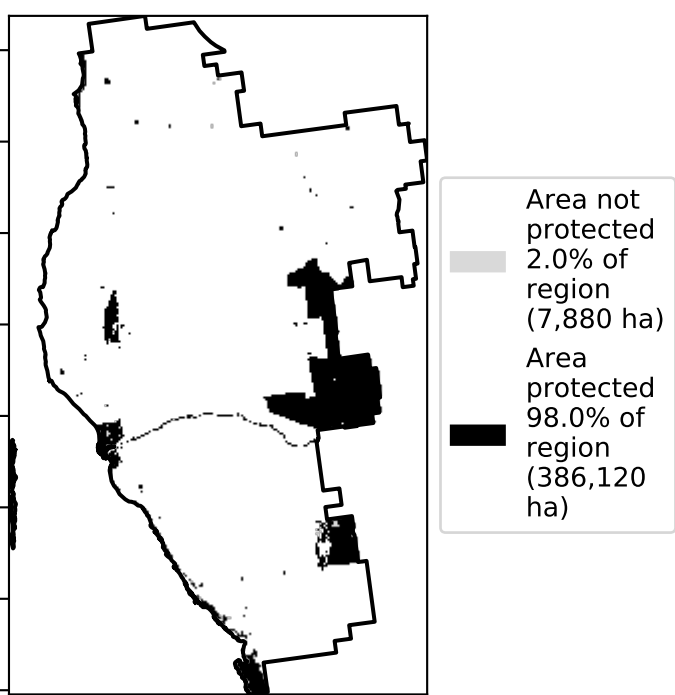 Area not
protected
2.0% of
region
(7,880 ha)
Area
protected
98.0% of
region
(386,120
ha)